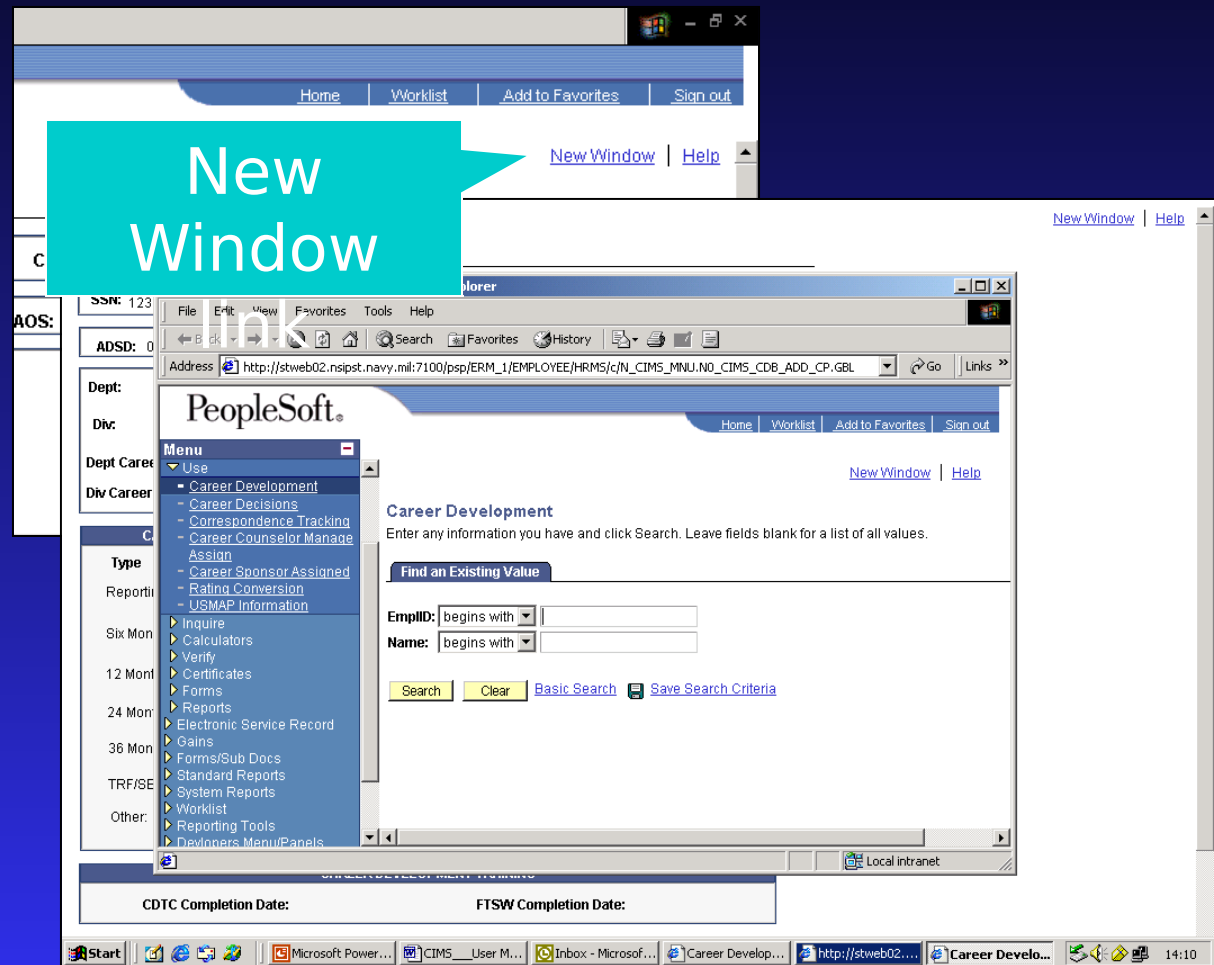 Home Worklist Add to Favorites Sign out
New Window Help
New
Window
link
New Window Help
C
AOS:
SSN: 123
ADSD: 0
Dept:
Div:
Dept Caree
Div Career
Type
Reporti
Six Mon
12 Mont
24 Mon
36 Mon
TRF/SE
Other:
plorer
File Edit View Favorites Tools Help
Search Favorites History
Address http://stweb02.nsipst.navy.mil:7100/psp/ERM_1/EMPLOYEE/HRMS/c/N_CIMS_MNU.N0_CIMS_CDB_ADD_CP.GBL Go Links »
PeopleSoft®
Home Worklist Add to Favorites Sign out
Menu
Use
- Career Development
- Career Decisions
- Correspondence Tracking
- Career Counselor Manage
Assign
- Career Sponsor Assigned
- Rating Conversion
- USMAP Information
Inquire
Calculators
Verify
Certificates
Forms
Reports
Electronic Service Record
Gains
Forms/Sub Docs
Standard Reports
System Reports
Worklist
Reporting Tools
Devlopers Menu/Panels
New Window Help
Career Development
Enter any information you have and click Search. Leave fields blank for a list of all values.
Find an Existing Value
EmplID: begins with
Name: begins with
Search Clear Basic Search Save Search Criteria
Local intranet
CDTC Completion Date: FTSW Completion Date:
Start Microsoft Power... CIMS___User M... Inbox - Microsof... Career Develop... http://stweb02.... Career Develo... 14:10